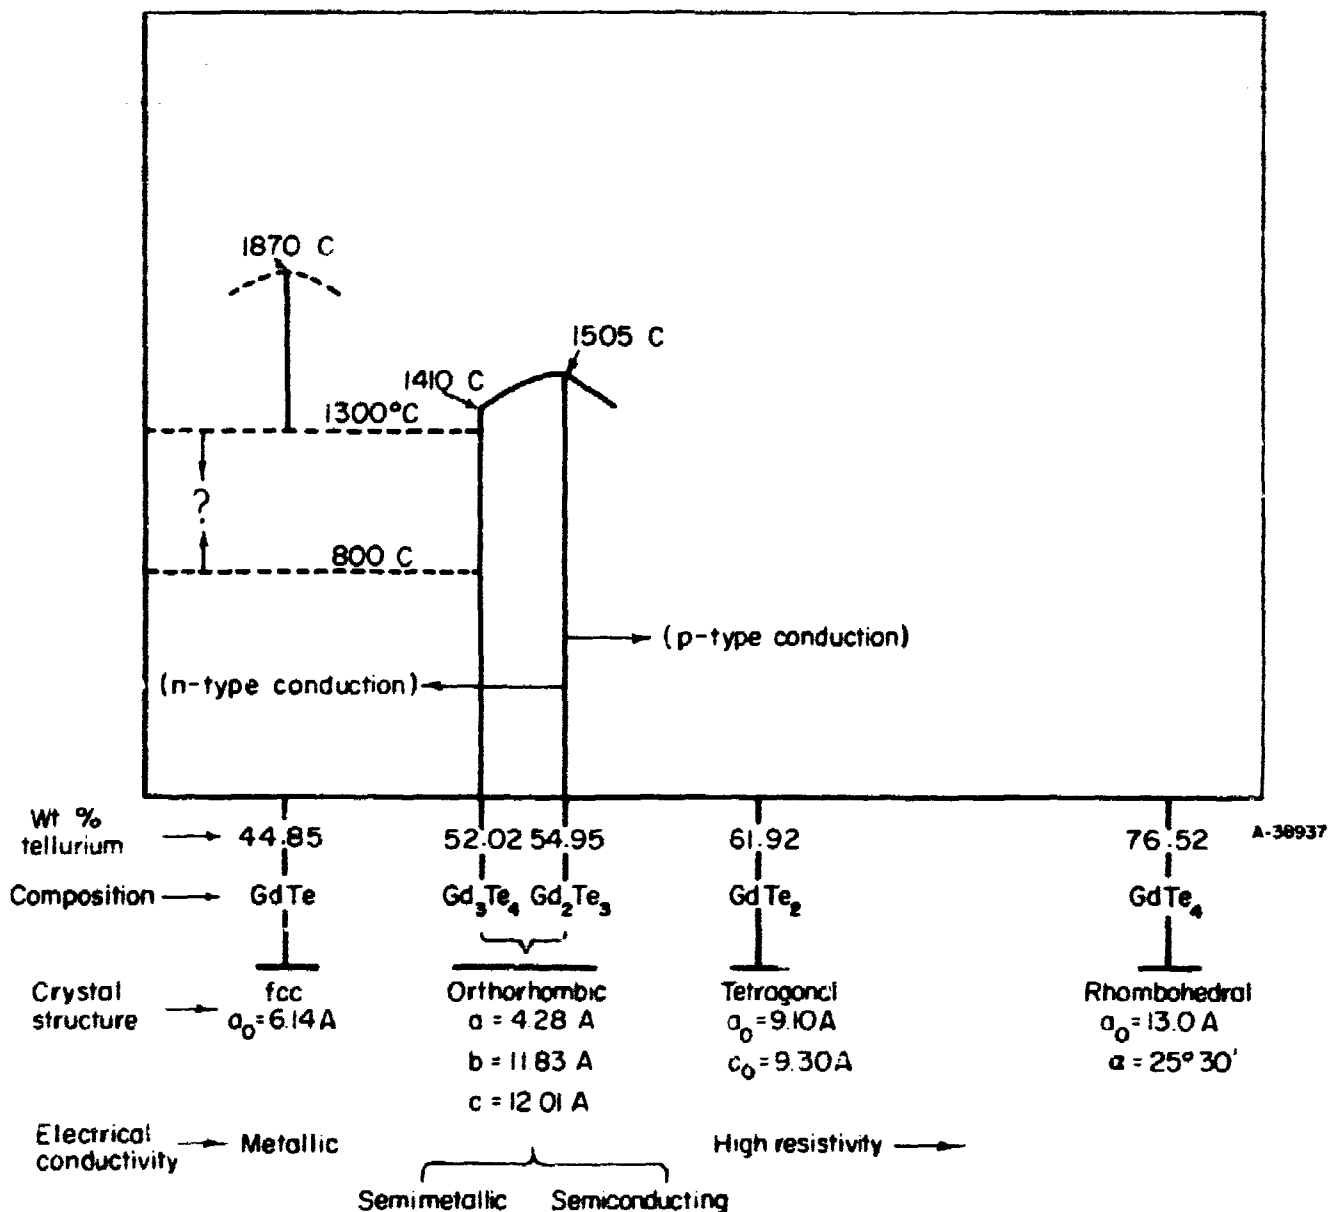 1870 C
1505 C
1410 C
1300°C
?
800 C
(p-type conduction)
(n-type conduction)
Wt %
tellurium → 44.85 52.02 54.95 61.92 76.52 A-38937
Composition → GdTe Gd₃Te₄ Gd₂Te₃ GdTe₂ GdTe₄
Crystal
structure →
fcc
a₀=6.14 A
Orthorhombic
a = 4.28 A
b = 11.83 A
c = 12 01 A
Tetragonal
a₀=9.10A
c₀=9.30A
Rhombohedral
a₀=13.0 A
α=25° 30'
Electrical
conductivity → Metallic
High resistivity →
Semimetallic Semiconducting